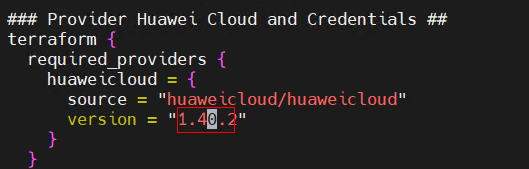 ### Provider Huawei Cloud and Credentials ##
terraform {
  required_providers {
    huaweicloud = {
      source = "huaweicloud/huaweicloud"
      version = "1.40.2"
    }
  }